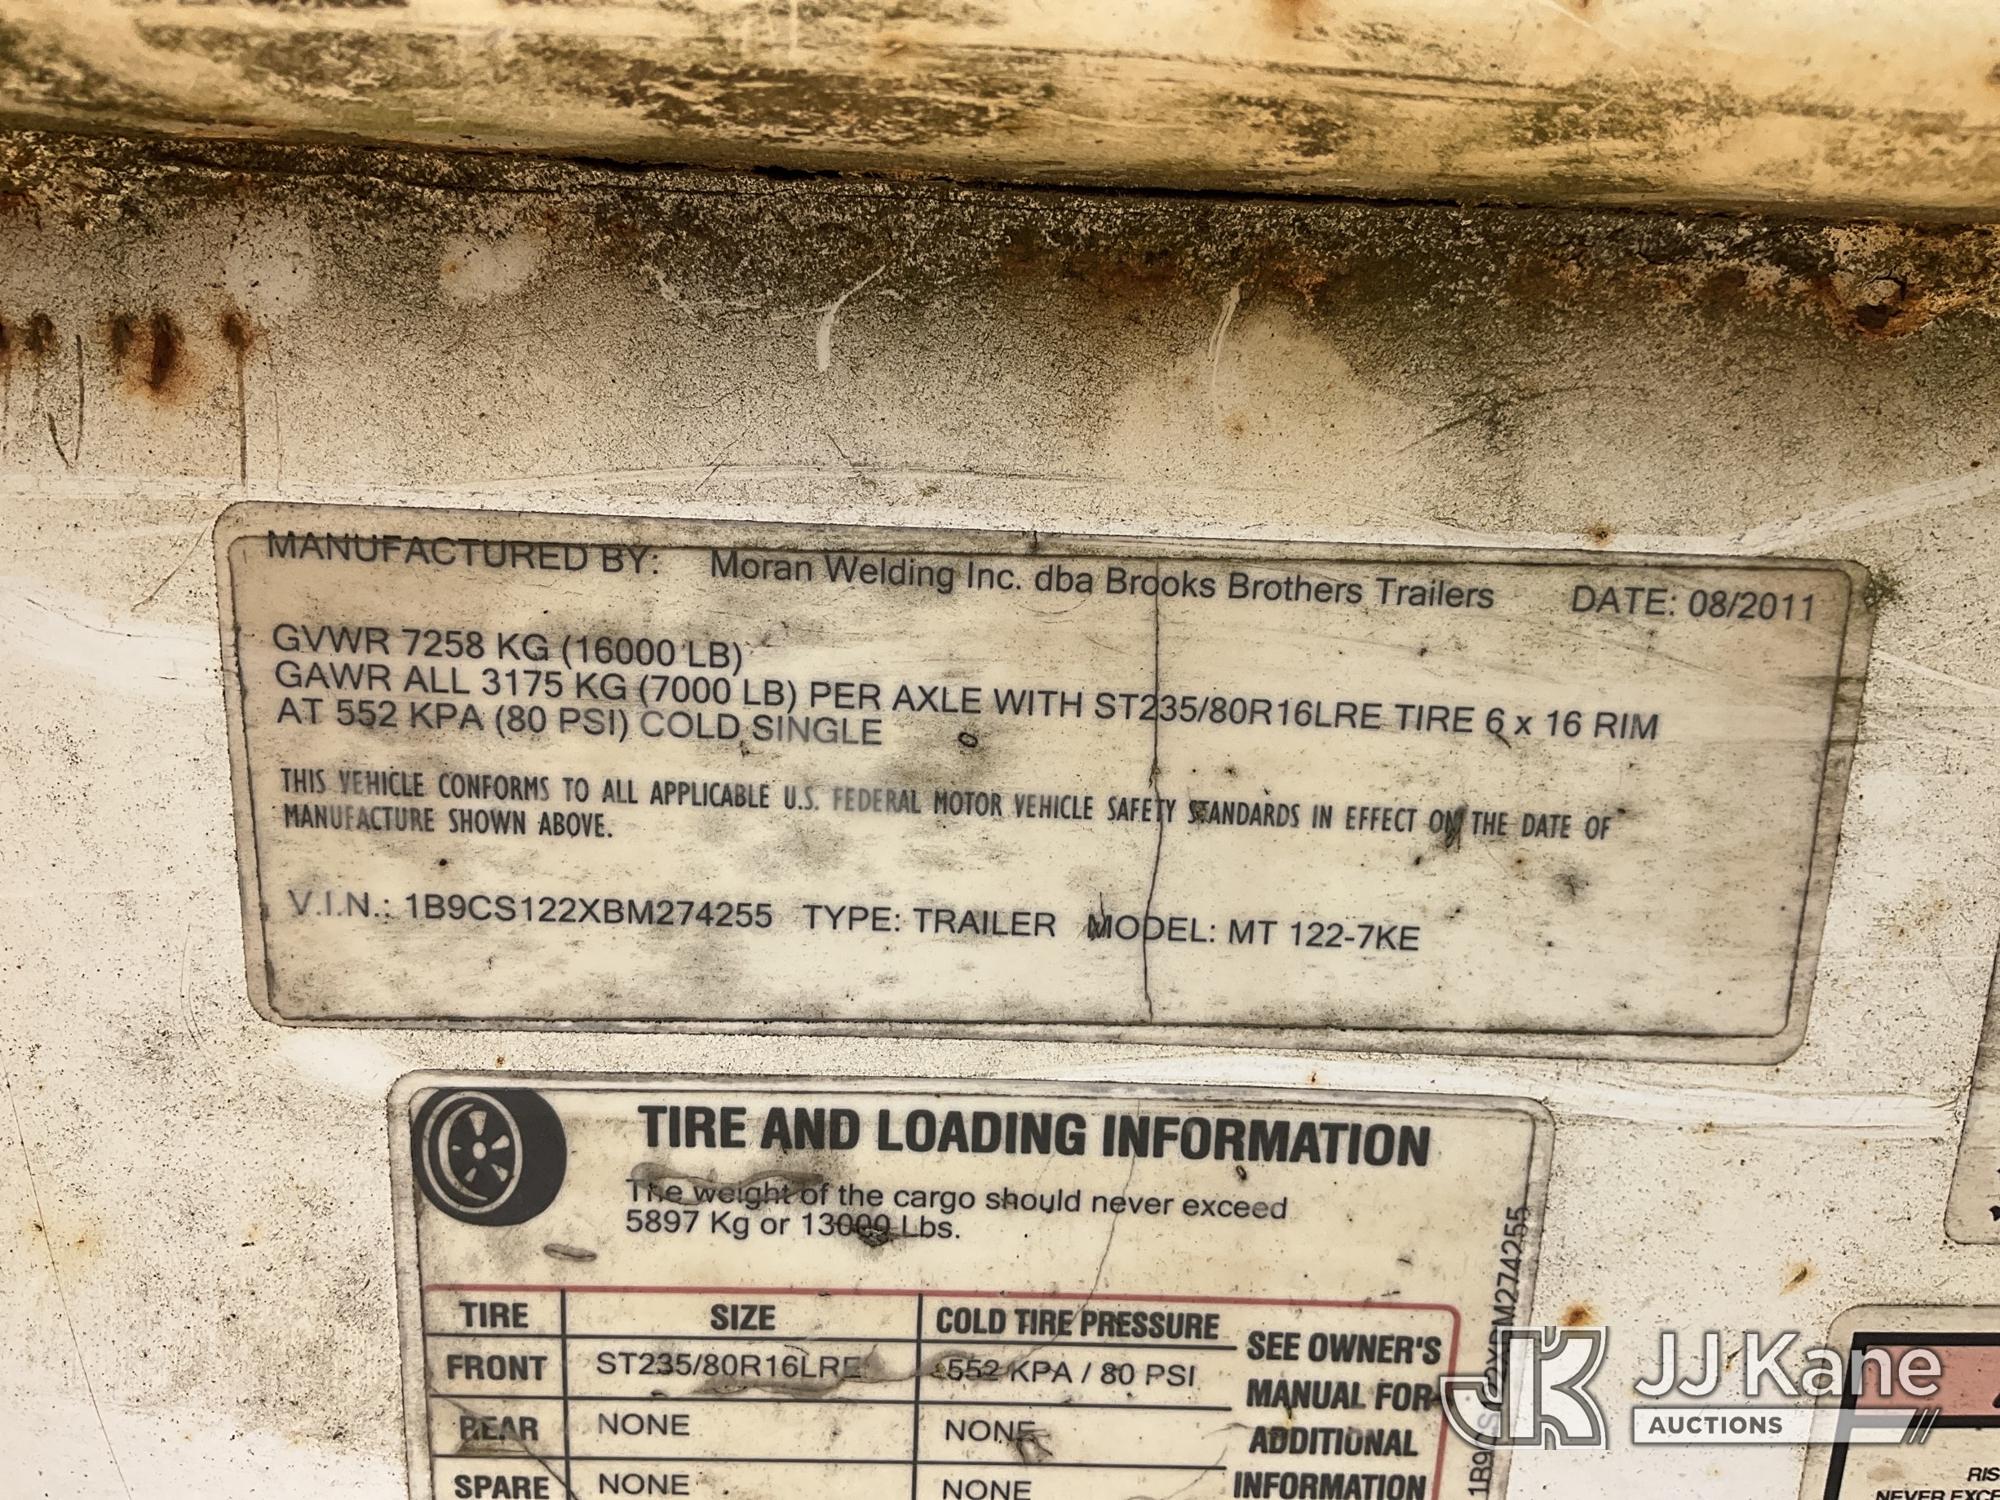 MANUFACTURED BY: Moran Welding Inc. dba Brooks Brothers Trailers DATE: 08/2011
GVWR 7258 KG (16000 LB)
GAWR ALL 3175 KG (7000 LB) PER AXLE WITH ST235/80R16LRE TIRE 6 x 16 RIM
AT 552 KPA (80 PSI) COLD SINGLE
THIS VEHICLE CONFORMS TO ALL APPLICABLE U.S. FEDERAL MOTOR VEHICLE SAFETY STANDARDS IN EFFECT ON THE DATE OF
MANUFACTURE SHOWN ABOVE.
V.I.N.: 1B9CS122XBM274255 TYPE: TRAILER MODEL: MT 122-7KE
TIRE AND LOADING INFORMATION
The weight of the cargo should never exceed
5897 Kg or 13000 Lbs.
TIRE SIZE COLD TIRE PRESSURE
FRONT ST235/80R16LRE 552 KPA / 80 PSI
REAR NONE NONE
SPARE NONE NONE
SEE OWNER'S
MANUAL FOR
ADDITIONAL
INFORMATION
JJ Kane
AUCTIONS
RIS
NEVER EXCE